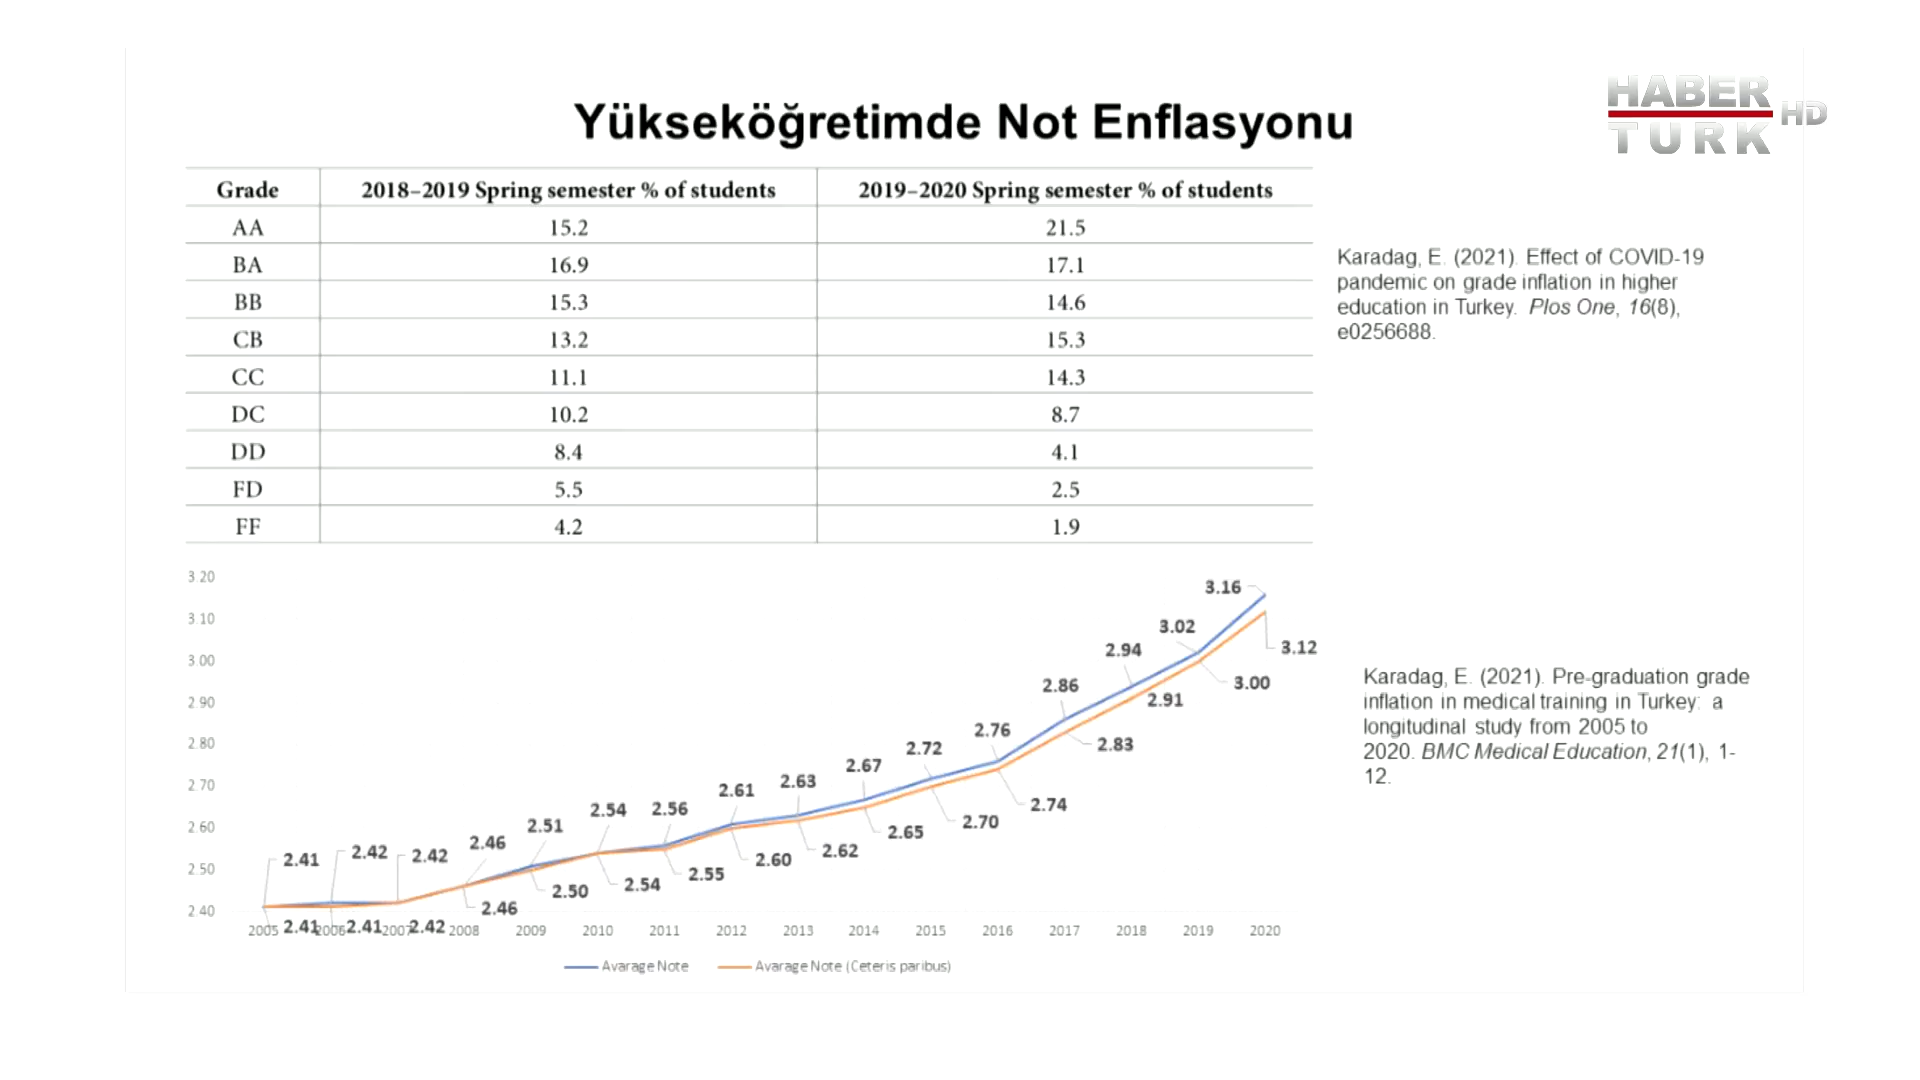 HABER
TURK HD
Yükseköğretimde Not Enflasyonu
Grade 2018–2019 Spring semester % of students 2019–2020 Spring semester % of students
AA 15.2 21.5
BA 16.9 17.1
BB 15.3 14.6
CB 13.2 15.3
CC 11.1 14.3
DC 10.2 8.7
DD 8.4 4.1
FD 5.5 2.5
FF 4.2 1.9
Karadag, E. (2021). Effect of COVID-19
pandemic on grade inflation in higher
education in Turkey. Plos One, 16(8),
e0256688.
3.20
3.10
3.00
2.90
2.80
2.70
2.60
2.50
2.40
2.41 2.42 2.42 2.46 2.51 2.54 2.56 2.61 2.63 2.67 2.72 2.76 2.86 2.94 3.02 3.16
2.41 2.41 2.42 2.46 2.50 2.54 2.55 2.60 2.62 2.65 2.70 2.74 2.83 2.91 3.00 3.12
2005 2006 2007 2008 2009 2010 2011 2012 2013 2014 2015 2016 2017 2018 2019 2020
Avarage Note Avarage Note (Ceteris paribus)
Karadag, E. (2021). Pre-graduation grade
inflation in medical training in Turkey: a
longitudinal study from 2005 to
2020. BMC Medical Education, 21(1), 1-
12.